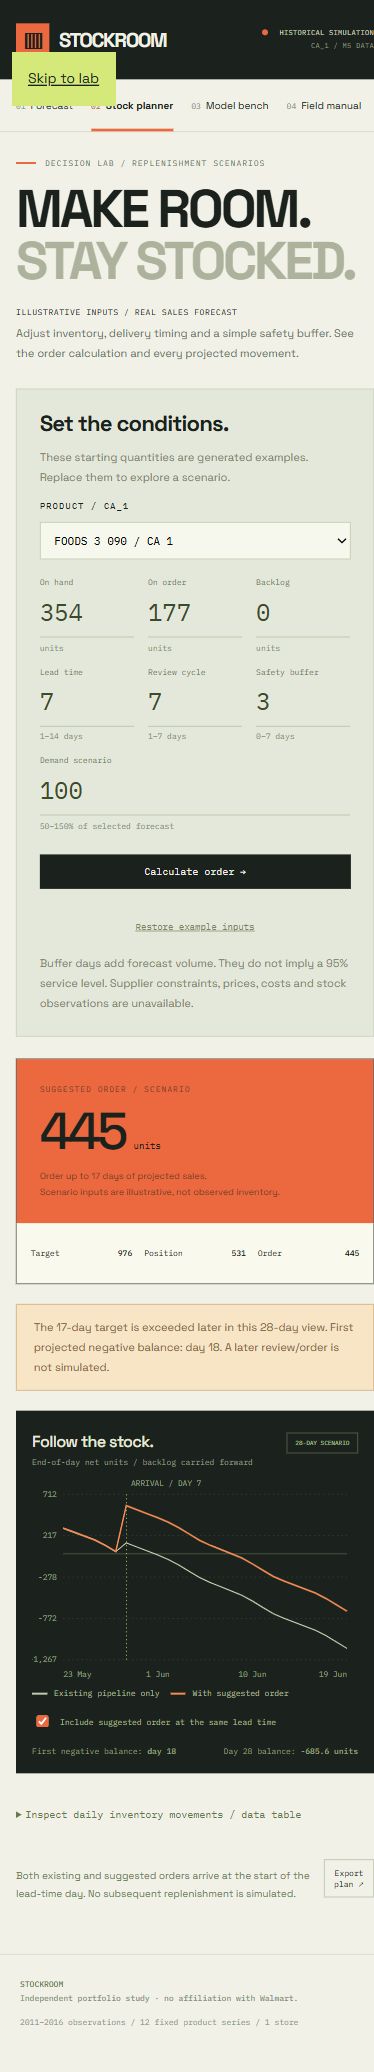 STOCKROOM
HISTORICAL SIMULATION
CA_1 / M5 DATA
Skip to lab
01 Forecast 02 Stock planner 03 Model bench 04 Field manual
DECISION LAB / REPLENISHMENT SCENARIOS
MAKE ROOM.
STAY STOCKED.
ILLUSTRATIVE INPUTS / REAL SALES FORECAST
Adjust inventory, delivery timing and a simple safety buffer. See
the order calculation and every projected movement.
Set the conditions.
These starting quantities are generated examples.
Replace them to explore a scenario.
PRODUCT / CA_1
FOODS 3 090 / CA 1
On hand On order Backlog
354 177 0
units units units
Lead time Review cycle Safety buffer
7 7 3
1–14 days 1–7 days 0–7 days
Demand scenario
100
50–150% of selected forecast
Calculate order →
Restore example inputs
Buffer days add forecast volume. They do not imply a 95%
service level. Supplier constraints, prices, costs and stock
observations are unavailable.
SUGGESTED ORDER / SCENARIO
445 units
Order up to 17 days of projected sales.
Scenario inputs are illustrative, not observed inventory.
Target 976 Position 531 Order 445
The 17-day target is exceeded later in this 28-day view. First
projected negative balance: day 18. A later review/order is
not simulated.
Follow the stock.
28-DAY SCENARIO
End-of-day net units / backlog carried forward
ARRIVAL / DAY 7
712
217
-278
-772
-1,267
23 May 1 Jun 10 Jun 19 Jun
Existing pipeline only With suggested order
Include suggested order at the same lead time
First negative balance: day 18 Day 28 balance: -685.6 units
▶ Inspect daily inventory movements / data table
Both existing and suggested orders arrive at the start of the
lead-time day. No subsequent replenishment is simulated.
Export
plan ↗
STOCKROOM
Independent portfolio study · no affiliation with Walmart.
2011–2016 observations / 12 fixed product series / 1 store